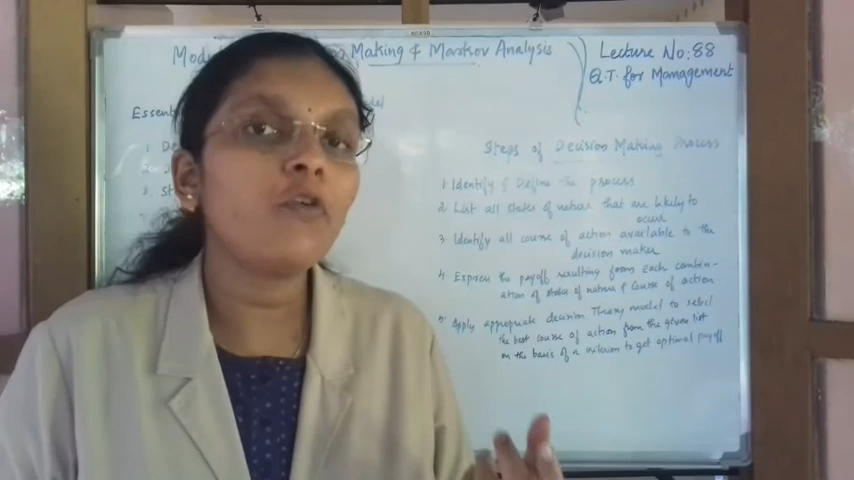 Making & Markov Analysis
Lecture No: 88
Q.T. for Management
Essent
Steps of Decision Making Process
1. Identify & Define the process
2. List all states of nature that are likely to
occur
3. Identify all course of action available to the
decision maker
4. Express the payoff resulting from each combin-
ation of state of nature & Course of action
5. Apply appropriate decision Theory model to select
the best course of action from the given list
on the basis of a criterion to get optimal payoff